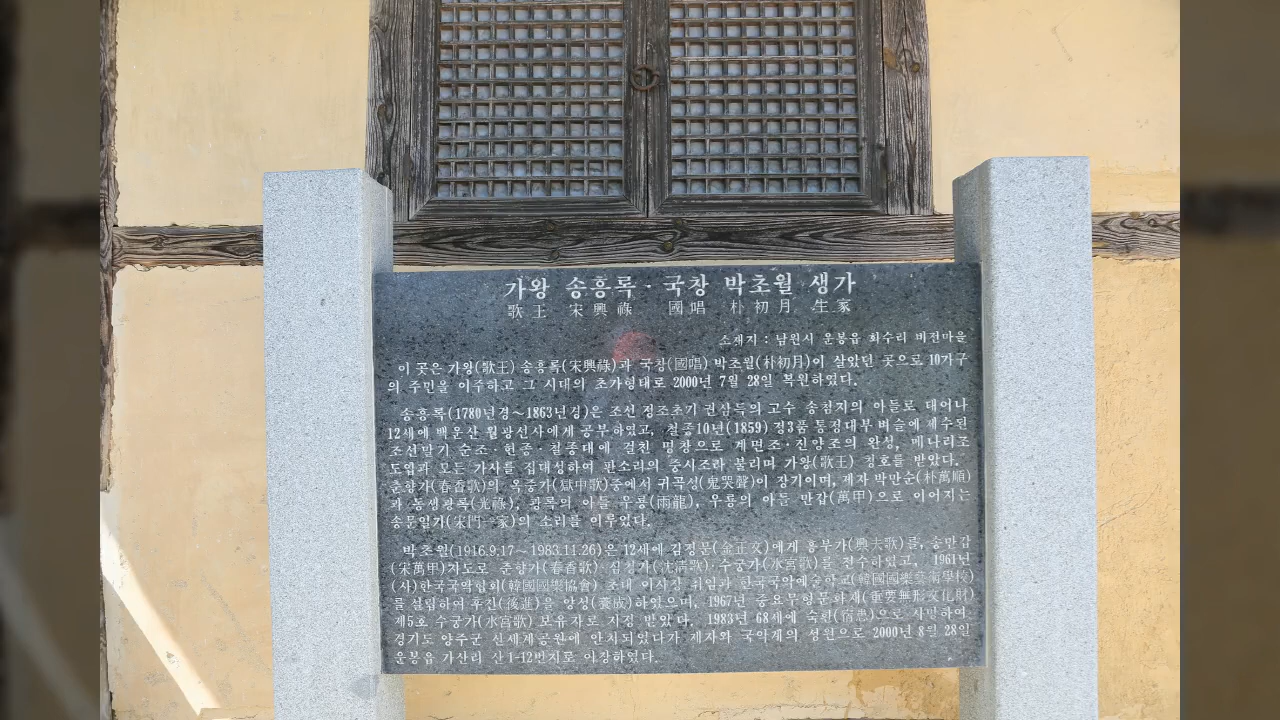 가왕 송흥록·국창 박초월 생가
歌王 宋興祿 國唱 朴初月 生家
소재지 : 남원시 운봉읍 회수리 비전마을
이 곳은 가왕(歌王) 송흥록(宋興祿)과 국창(國唱) 박초월(朴初月)이 살았던 곳으로 10가구
의 주민을 이주하고 그 시대의 초가형태로 2000년 7월 28일 복원하였다.
송흥록(1780년경~1863년경)은 조선 정조초기 권삼득의 고수 송첨지의 아들로 태어나
12세에 백운산 월광선사에게 공부하였고, 철종10년(1859) 정3품 통정대부 벼슬에 제수된
조선말기 순조·헌종·철종대에 걸친 명창으로 계면조·진양조의 완성, 메나리조
도입과 모든 가사를 집대성하여 판소리의 중시조라 불리며 가왕(歌王) 칭호를 받았다.
춘향가(春香歌)의 옥중가(獄中歌)중에서 귀곡성(鬼哭聲)이 장기이며, 제자 박만순(朴萬順)
과 동생광록(光祿), 광록의 아들 우룡(雨龍), 우룡의 아들 만갑(萬甲)으로 이어지는
송문일가(宋門一家)의 소리를 이루었다.
박초월(1916.9.17~1983.11.26)은 12세에 김정문(金正文)에게 흥부가(興夫歌)를, 송만갑
(宋萬甲)지도로 춘향가(春香歌) 심청가(沈淸歌) 수궁가(水宮歌)를 전수하였고, 1961년
(사)한국국악협회(韓國國樂協會) 초대 이사장 취임과 한국국악예술학교(韓國國樂藝術學校)
를 설립하여 후진(後進)을 양성(養成)하였으며, 1967년 중요무형문화재(重要無形文化財)
제5호 수궁가(水宮歌) 보유자로 지정 받았다. 1983년 68세에 숙환(宿患)으로 사망하여
경기도 양주군 신세계공원에 안치되었다가 제자와 국악계의 성원으로 2000년 8월 28일
운봉읍 가산리 산 1-12번지로 이장하였다.